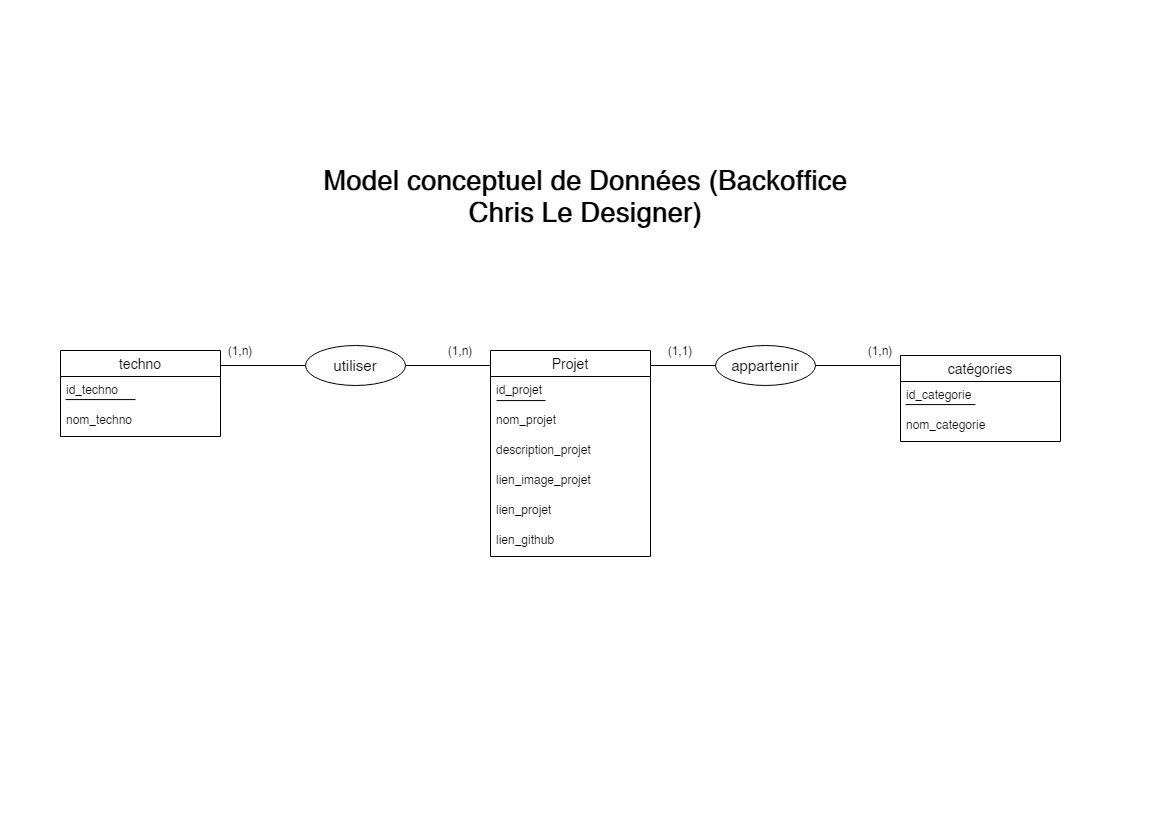 Model conceptuel de Données (Backoffice
Chris Le Designer)
techno
id_techno
nom_techno
(1,n)
utiliser
(1,n)
Projet
id_projet
nom_projet
description_projet
lien_image_projet
lien_projet
lien_github
(1,1)
appartenir
(1,n)
catégories
id_categorie
nom_categorie